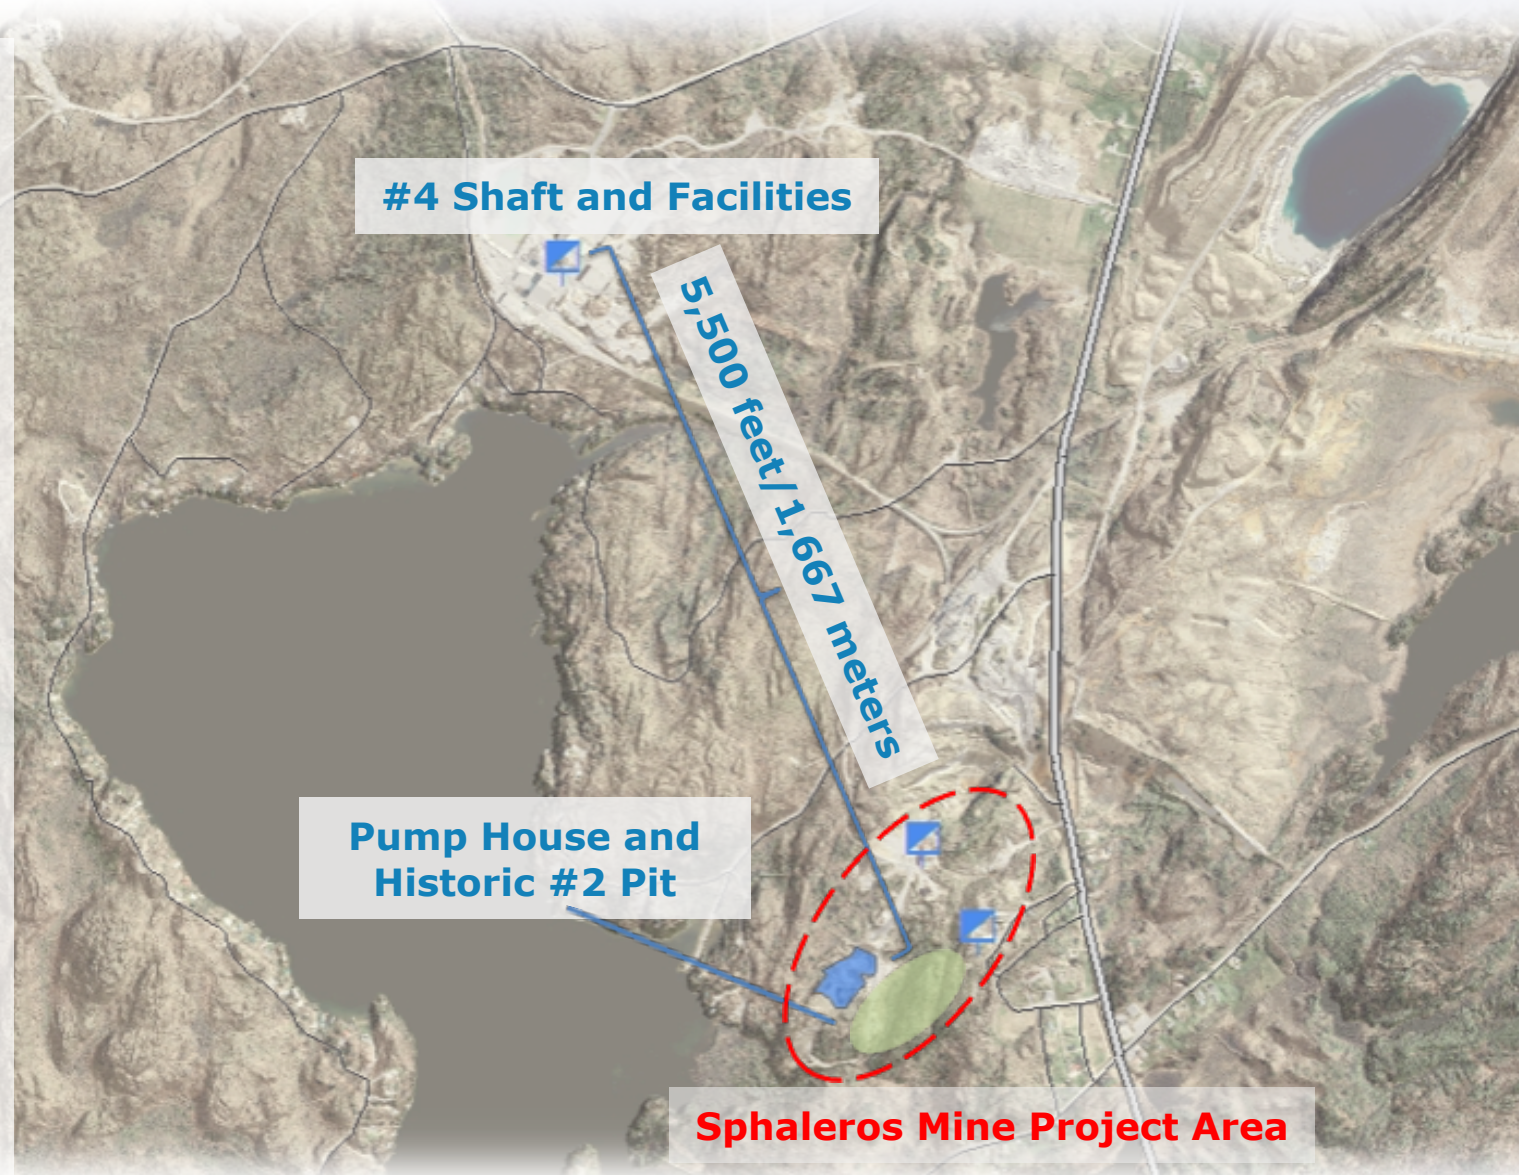 #4 Shaft and Facilities
5,500 feet/1,667 meters
Pump House and
Historic #2 Pit
Sphaleros Mine Project Area